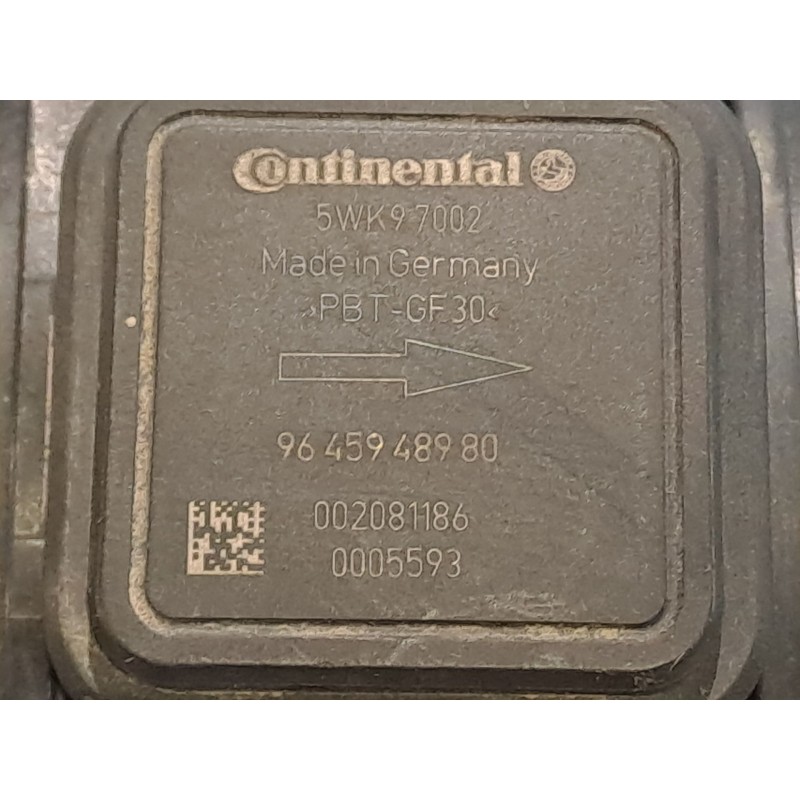 Continental
5WK9 7002
Made in Germany
>PBT-GF30<
96 459 489 80
002081186
0005593